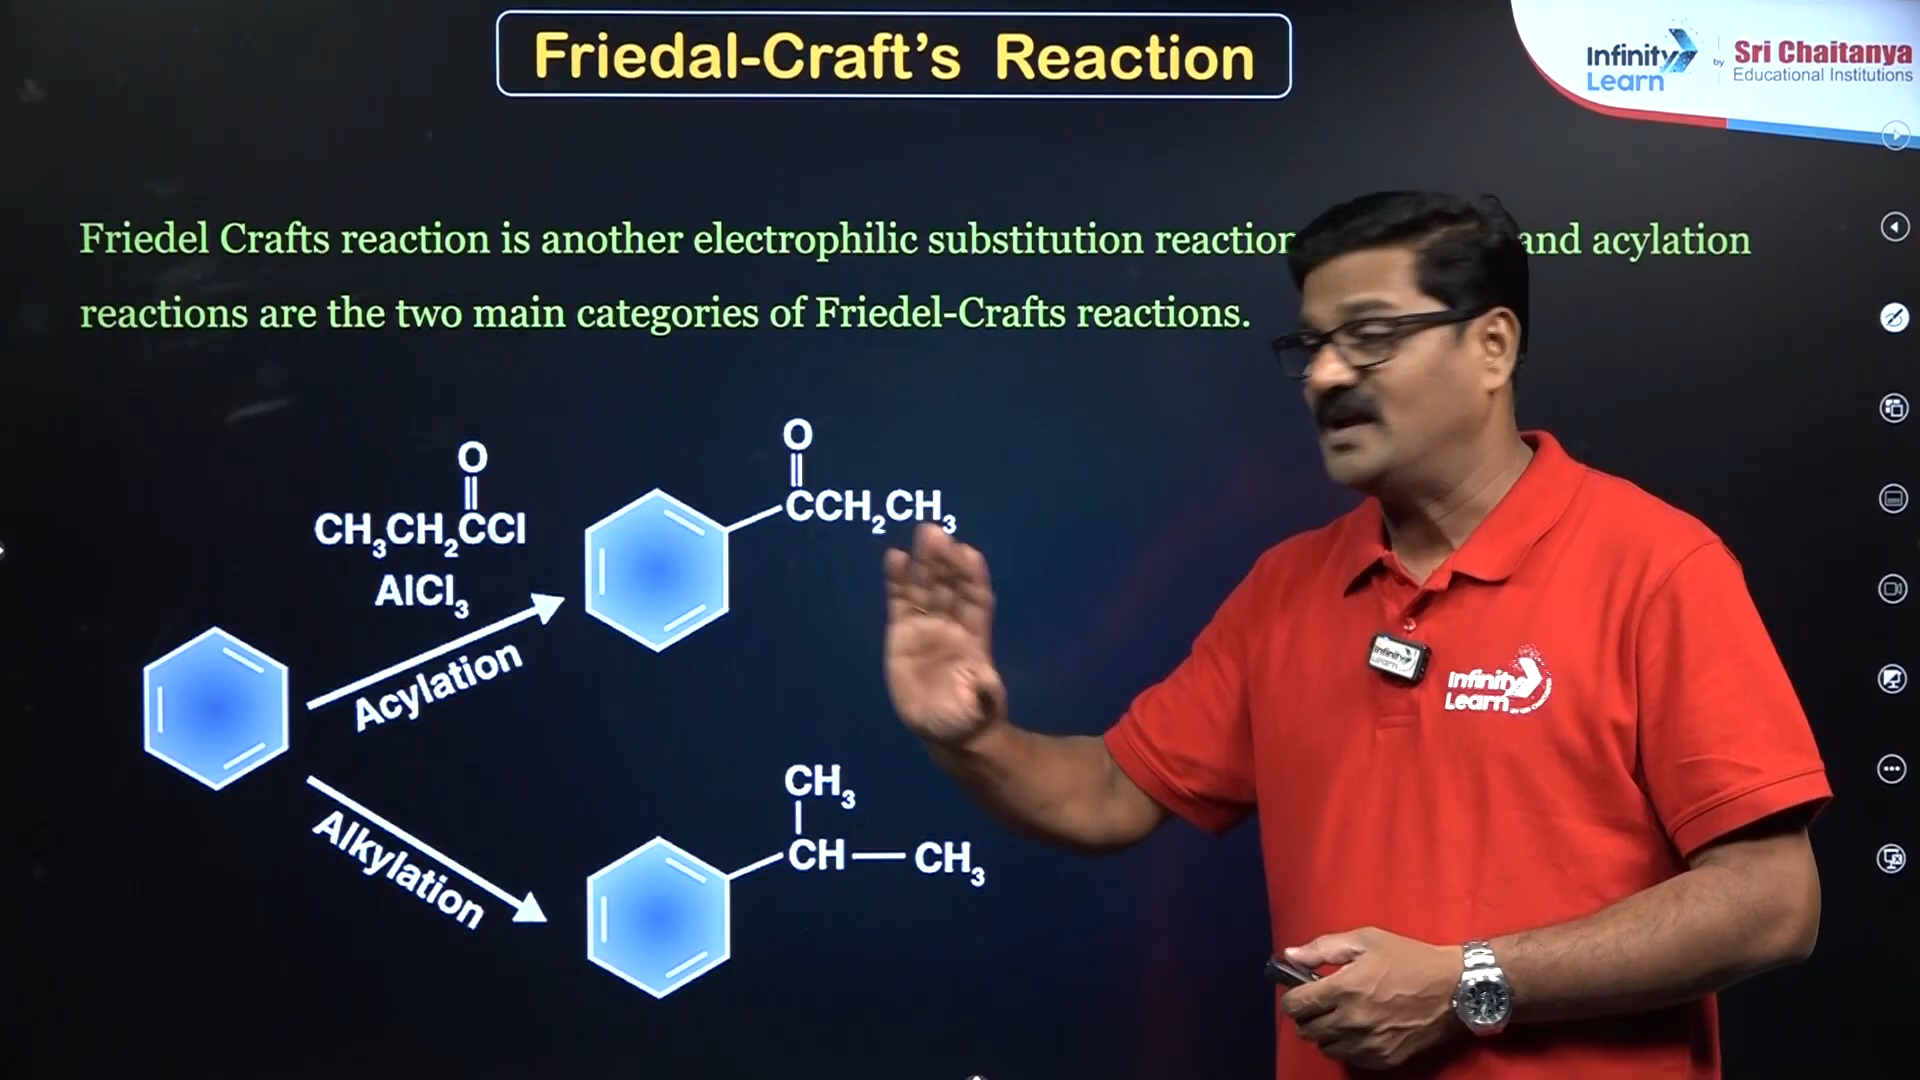 Friedal-Craft's Reaction
Infinity Learn by Sri Chaitanya Educational Institutions
Friedel Crafts reaction is another electrophilic substitution reaction and acylation
reactions are the two main categories of Friedel-Crafts reactions.
O
CH₃CH₂CCl
AlCl₃
Acylation
O
CCH₂CH₃
Alkylation
CH₃
CH — CH₃
Infinity
Learn
Infinity
Learn